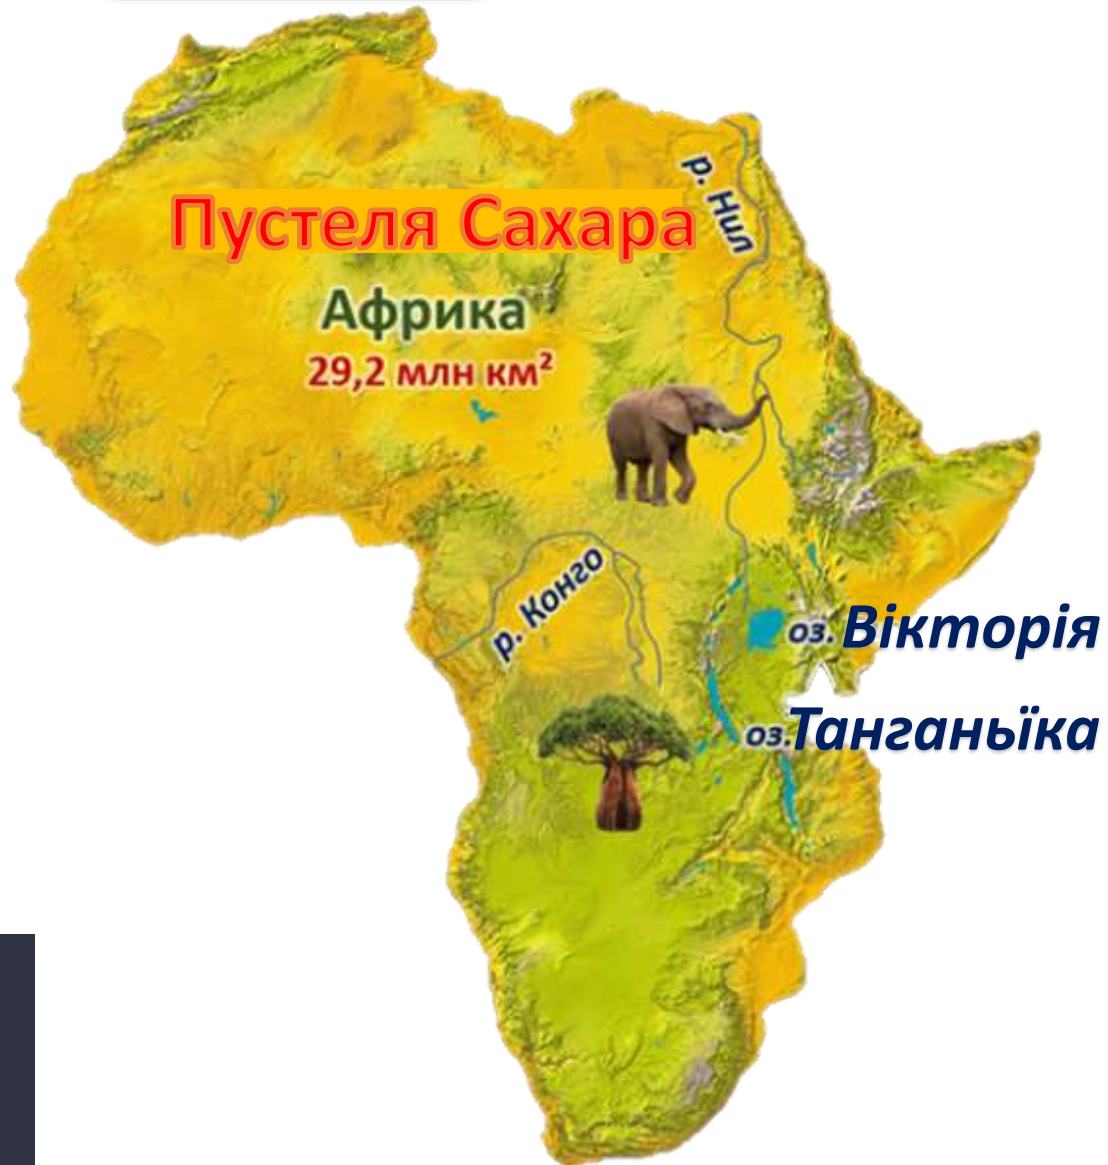 р. Нил
Пустеля Сахара
Африка
29,2 млн км²
р. Конго
оз. Вікторія
оз.Танганьїка